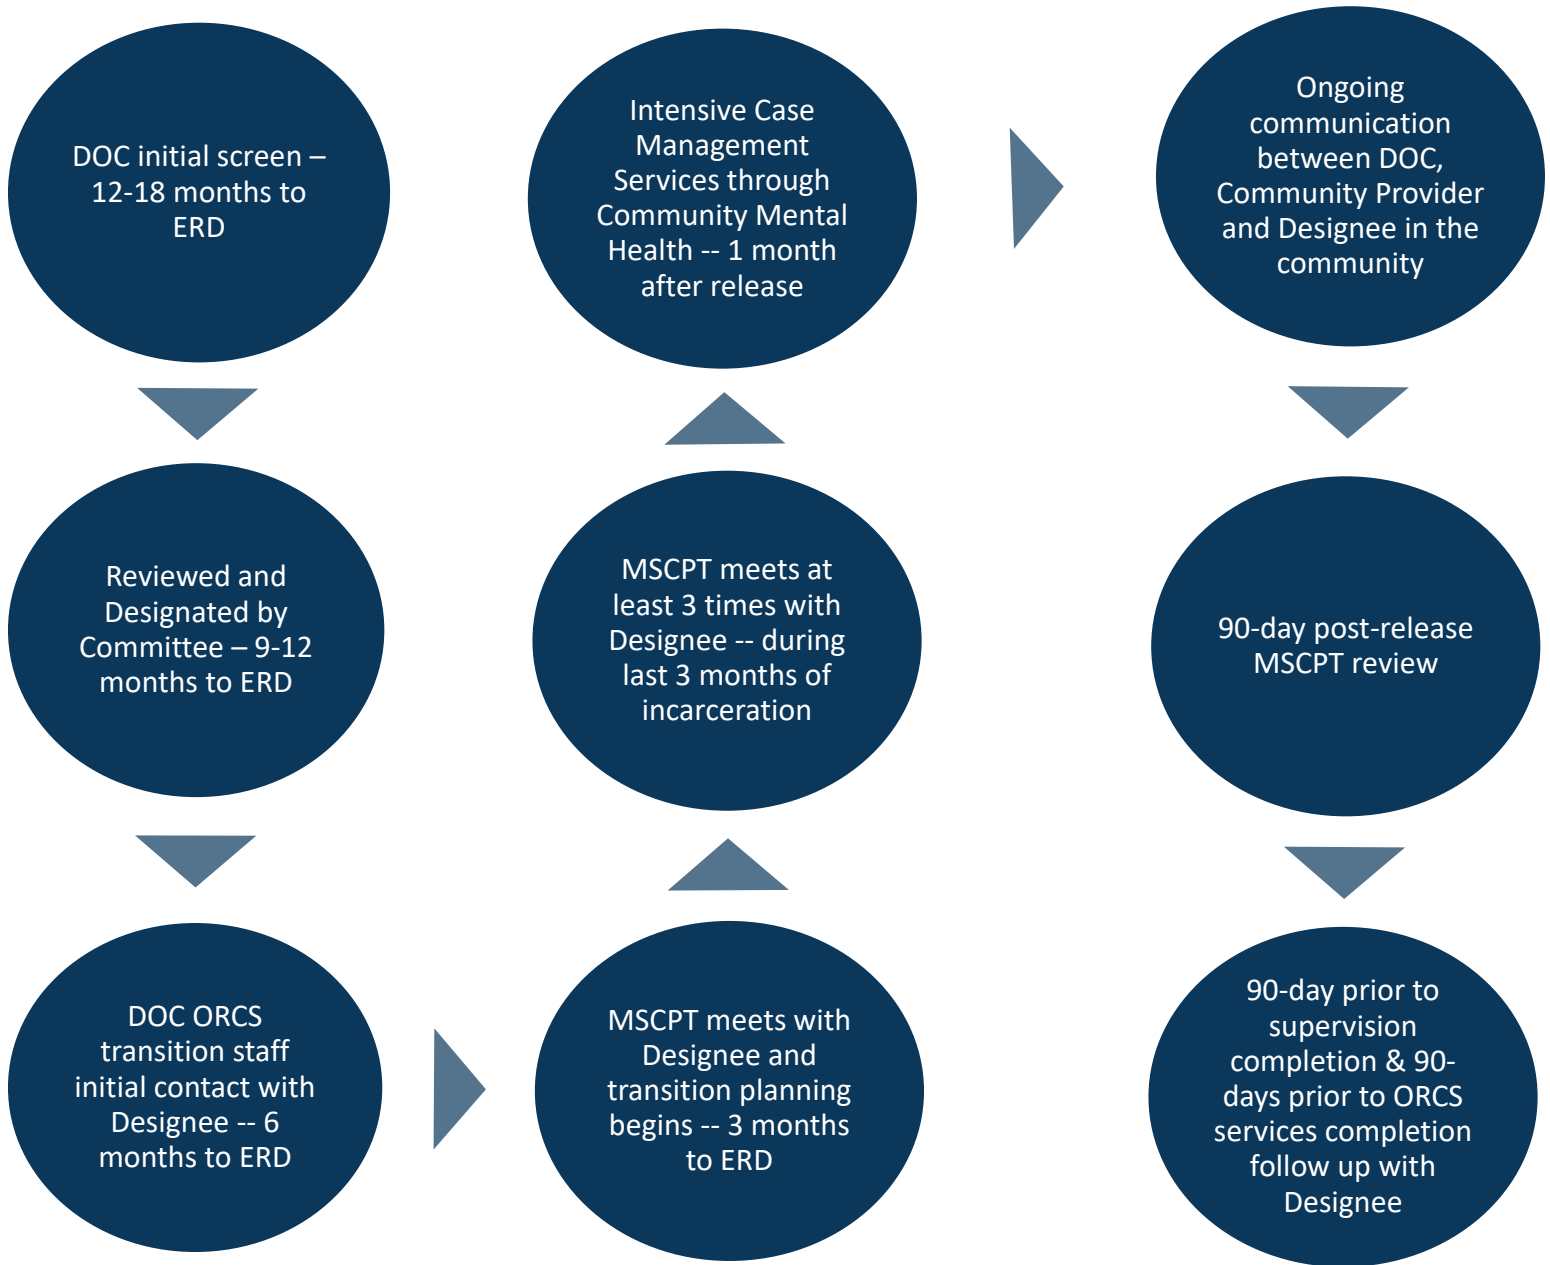 DOC initial screen –
12-18 months to
ERD
Reviewed and
Designated by
Committee – 9-12
months to ERD
DOC ORCS
transition staff
initial contact with
Designee -- 6
months to ERD
MSCPT meets with
Designee and
transition planning
begins -- 3 months
to ERD
MSCPT meets at
least 3 times with
Designee -- during
last 3 months of
incarceration
Intensive Case
Management
Services through
Community Mental
Health -- 1 month
after release
Ongoing
communication
between DOC,
Community Provider
and Designee in the
community
90-day post-release
MSCPT review
90-day prior to
supervision
completion & 90-
days prior to ORCS
services completion
follow up with
Designee